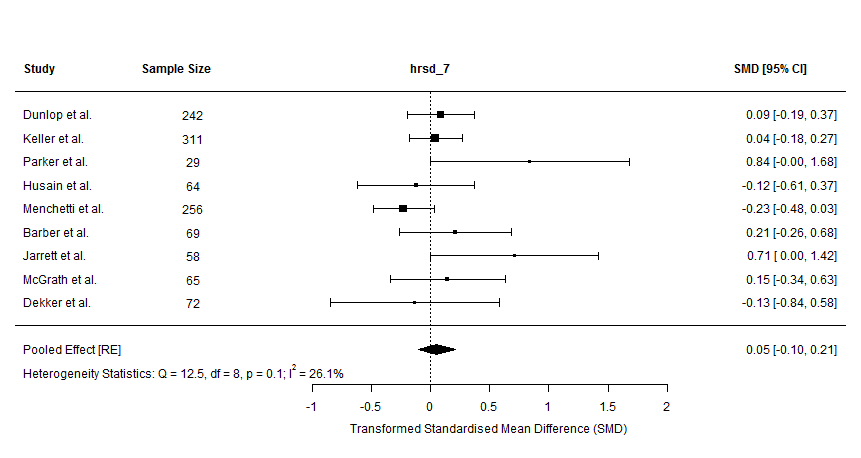 Study Sample Size hrsd_7 SMD [95% CI]
Dunlop et al. 242 0.09 [-0.19, 0.37]
Keller et al. 311 0.04 [-0.18, 0.27]
Parker et al. 29 0.84 [-0.00, 1.68]
Husain et al. 64 -0.12 [-0.61, 0.37]
Menchetti et al. 256 -0.23 [-0.48, 0.03]
Barber et al. 69 0.21 [-0.26, 0.68]
Jarrett et al. 58 0.71 [ 0.00, 1.42]
McGrath et al. 65 0.15 [-0.34, 0.63]
Dekker et al. 72 -0.13 [-0.84, 0.58]
Pooled Effect [RE] 0.05 [-0.10, 0.21]
Heterogeneity Statistics: Q = 12.5, df = 8, p = 0.1; I² = 26.1%
-1 -0.5 0 0.5 1 1.5 2
Transformed Standardised Mean Difference (SMD)